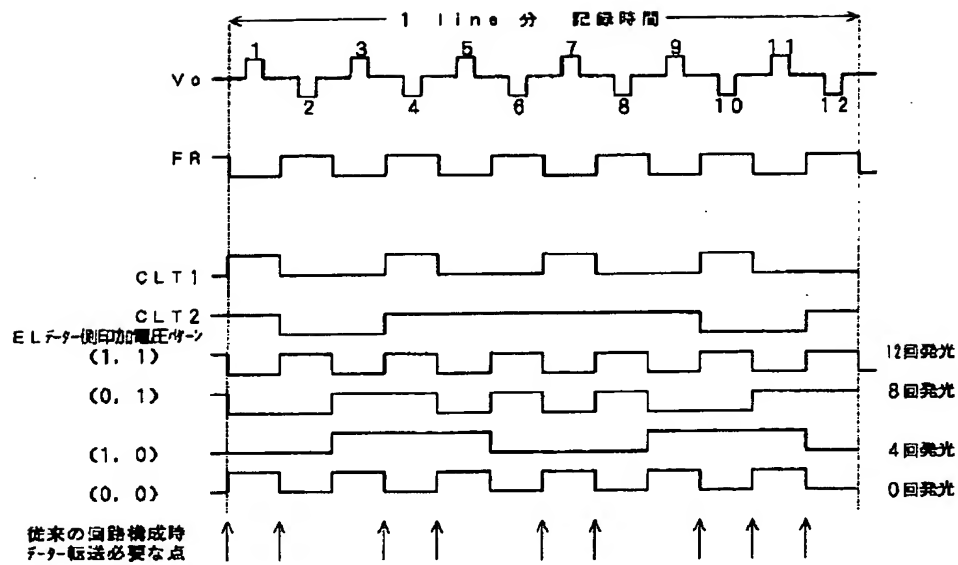 1 line 分 記録時間
1 3 5 7 9 11
Vo
2 4 6 8 10 12
FR
CLT1
CLT2
ELデーター側印加電圧パターン
(1, 1) 12回発光
(0, 1) 8回発光
(1, 0) 4回発光
(0, 0) 0回発光
従来の回路構成時
データー転送必要な点